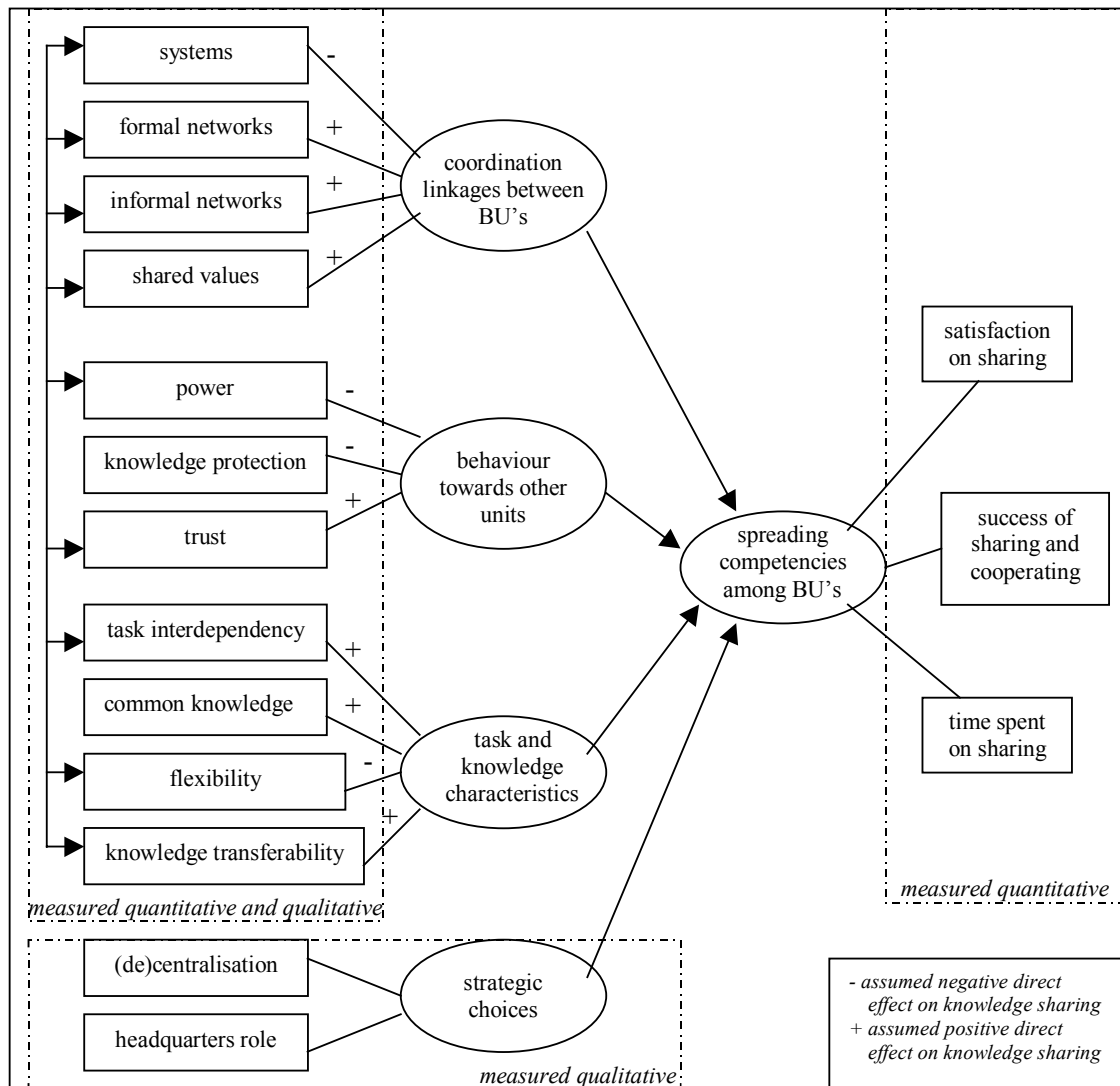 systems
-
formal networks
+
informal networks
+
shared values
+
coordination
linkages between
BU's
power
-
knowledge protection
-
trust
+
behaviour
towards other
units
task interdependency
+
common knowledge
+
flexibility
-
knowledge transferability
+
task and
knowledge
characteristics
measured quantitative and qualitative
(de)centralisation
headquarters role
strategic
choices
measured qualitative
spreading
competencies
among BU's
satisfaction
on sharing
success of
sharing and
cooperating
time spent
on sharing
measured quantitative
- assumed negative direct
effect on knowledge sharing
+ assumed positive direct
effect on knowledge sharing